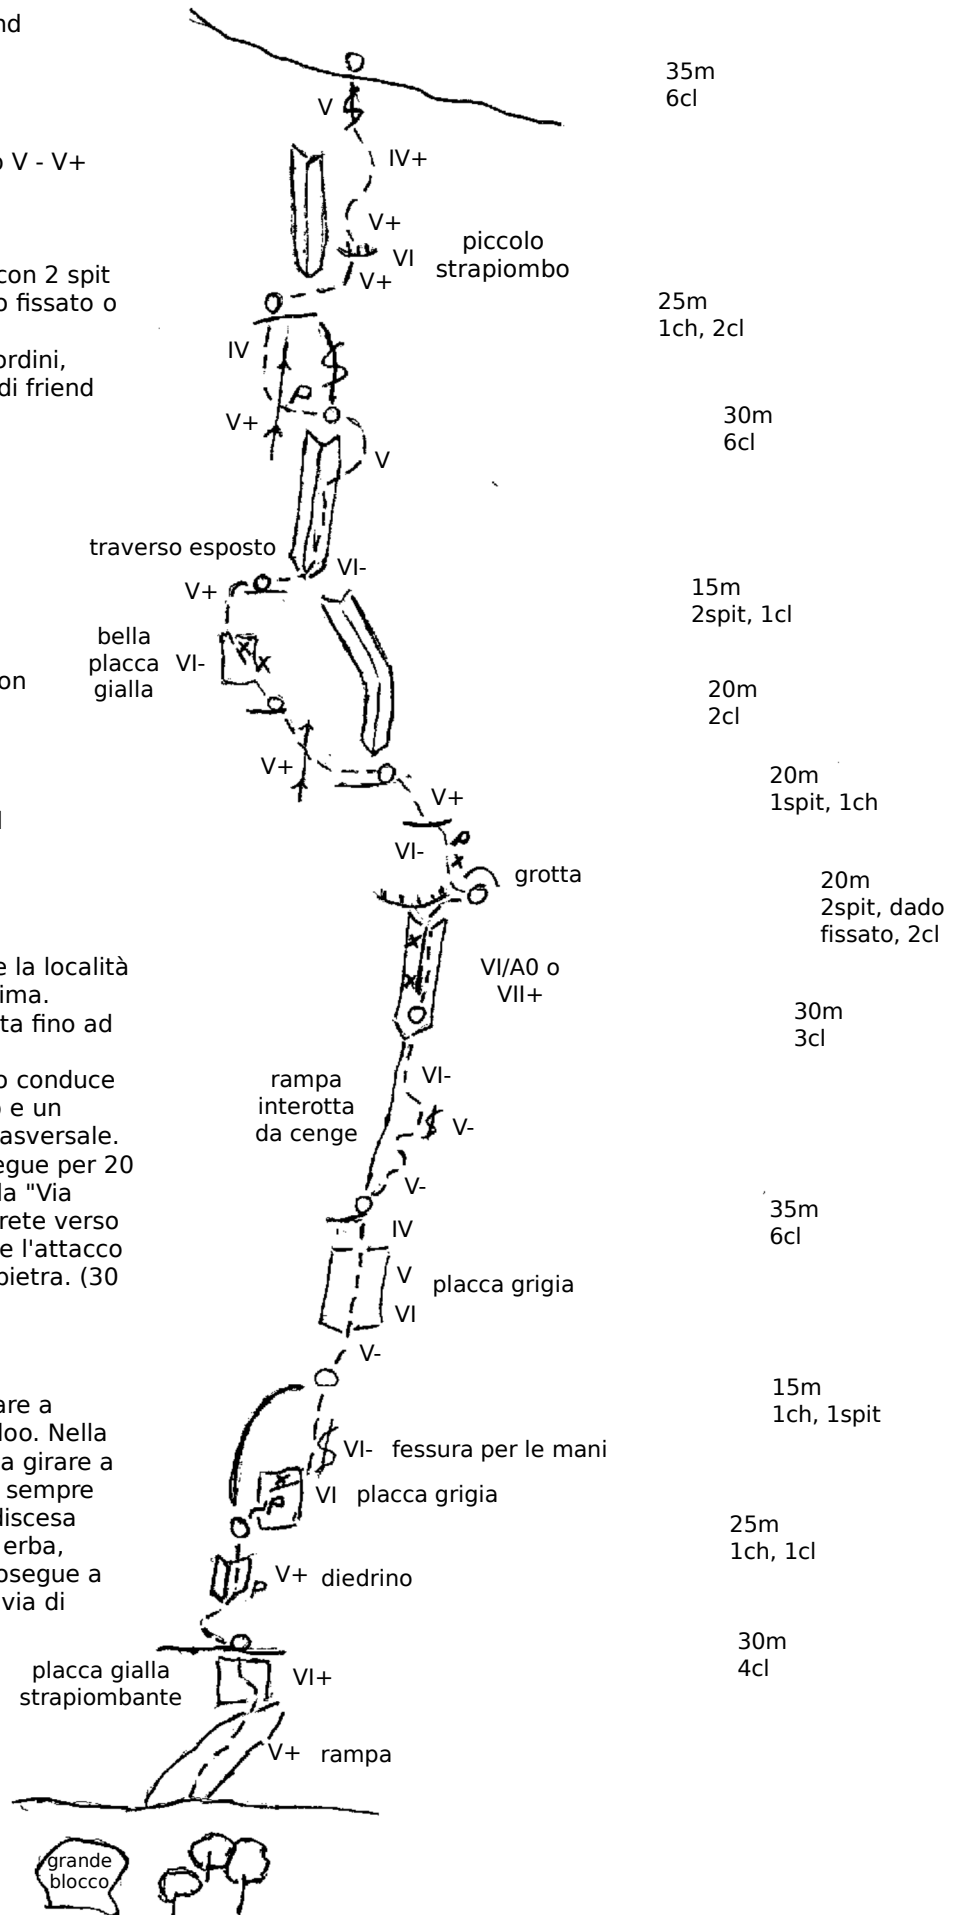 nd
35m
6cl
V
IV+
o V - V+
V+
VI
piccolo
strapiombo
V+
con 2 spit
o fissato o
25m
1ch, 2cl
IV
ordini,
di friend
V+
30m
6cl
V
traverso esposto
VI-
V+
15m
2spit, 1cl
bella
placca
gialla
VI-
on
20m
2cl
V+
20m
1spit, 1ch
V+
VI-
grotta
20m
2spit, dado
fissato, 2cl
e la località
ima.
ta fino ad
VI/A0 o
VII+
30m
3cl
o conduce
o e un
asversale.
egue per 20
la "Via
rete verso
e l'attacco
pietra. (30
rampa
interotta
da cenge
VI-
V-
V-
35m
6cl
IV
V
VI
placca grigia
V-
15m
1ch, 1spit
are a
doo. Nella
a girare a
sempre
discesa
erba,
osegue a
via di
VI-
fessura per le mani
VI
placca grigia
25m
1ch, 1cl
V+
diedrino
30m
4cl
placca gialla
strapiombante
VI+
V+
rampa
grande
blocco